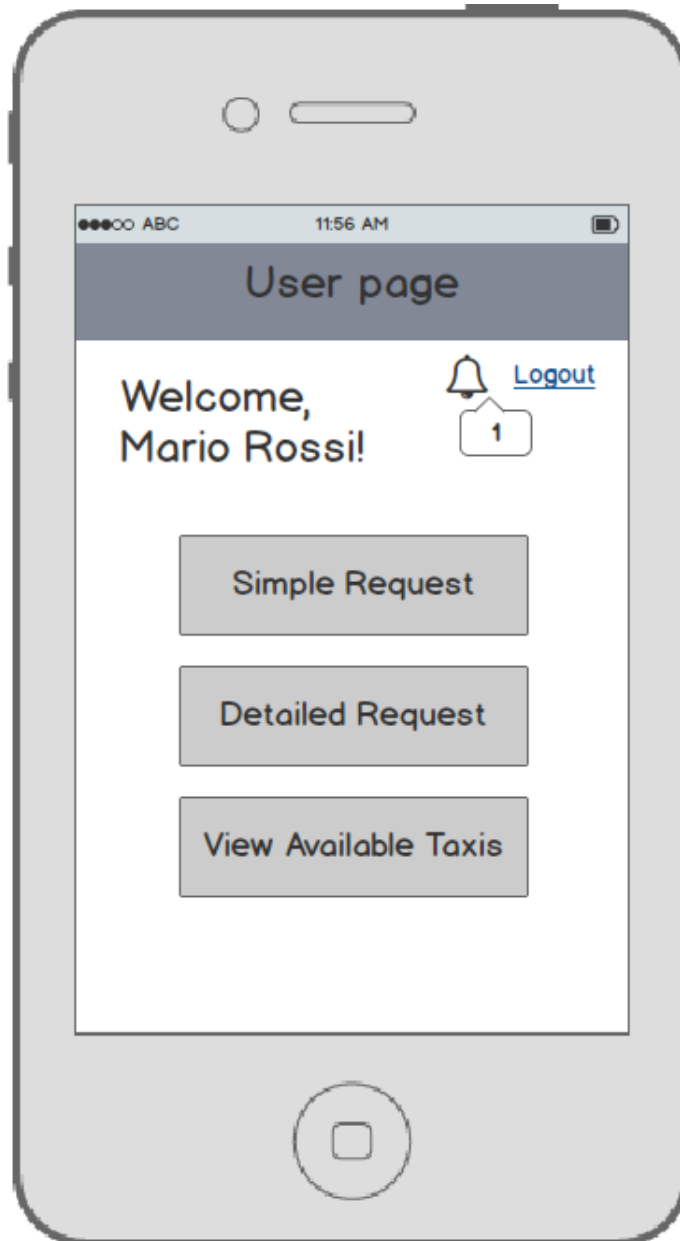 ABC 11:56 AM
User page
Logout
Welcome,
Mario Rossi!
1
Simple Request
Detailed Request
View Available Taxis